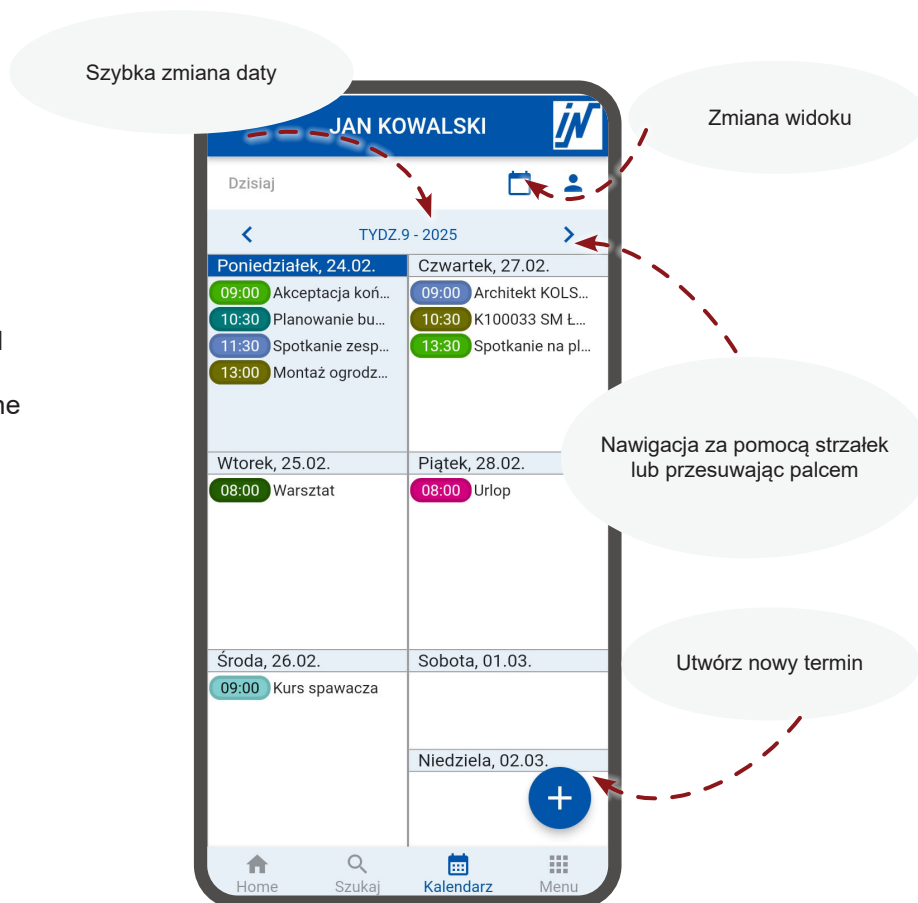 Szybka zmiana daty
Zmiana widoku
JAN KOWALSKI
Dzisiaj
TYDZ.9 - 2025
Poniedziałek, 24.02.
09:00 Akceptacja koń...
10:30 Planowanie bu...
11:30 Spotkanie zesp...
13:00 Montaż ogrodz...
Czwartek, 27.02.
09:00 Architekt KOLS...
10:30 K100033 SM Ł...
13:30 Spotkanie na pl...
ne
Nawigacja za pomocą strzałek
lub przesuwając palcem
Wtorek, 25.02.
08:00 Warsztat
Piątek, 28.02.
08:00 Urlop
Środa, 26.02.
09:00 Kurs spawacza
Sobota, 01.03.
Utwórz nowy termin
Niedziela, 02.03.
Home
Szukaj
Kalendarz
Menu